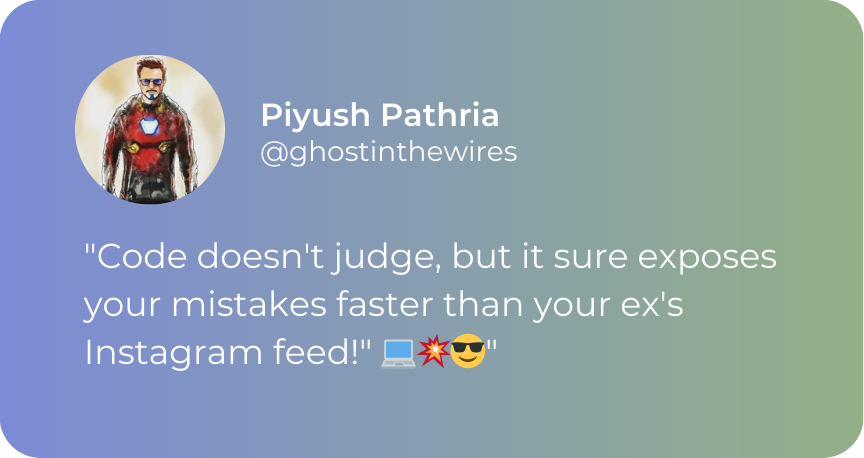 Piyush Pathria
@ghostinthewires
"Code doesn't judge, but it sure exposes
your mistakes faster than your ex's
Instagram feed!" 💻💥😎"